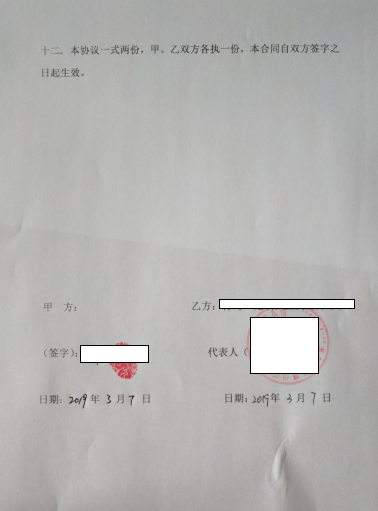 十二. 本协议一式两份，甲、乙双方各执一份，本合同自双方签字之
日起生效。
甲 方：
乙方：
（签字）：
代表人（
日期：2019年 3月 7 日
日期：2019年 3月 7 日